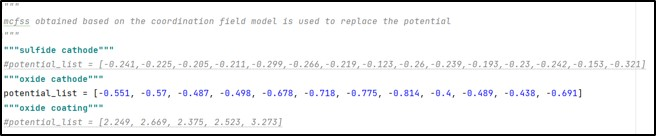 """
mcfss obtained based on the coordination field model is used to replace the potential
"""
"""sulfide cathode"""
#potential_list = [-0.241,-0.225,-0.205,-0.211,-0.299,-0.266,-0.219,-0.123,-0.26,-0.239,-0.193,-0.23,-0.242,-0.153,-0.321]
"""oxide cathode"""
potential_list = [-0.551, -0.57, -0.487, -0.498, -0.678, -0.718, -0.775, -0.814, -0.4, -0.489, -0.438, -0.691]
"""oxide coating"""
#potential_list = [2.249, 2.669, 2.375, 2.523, 3.273]